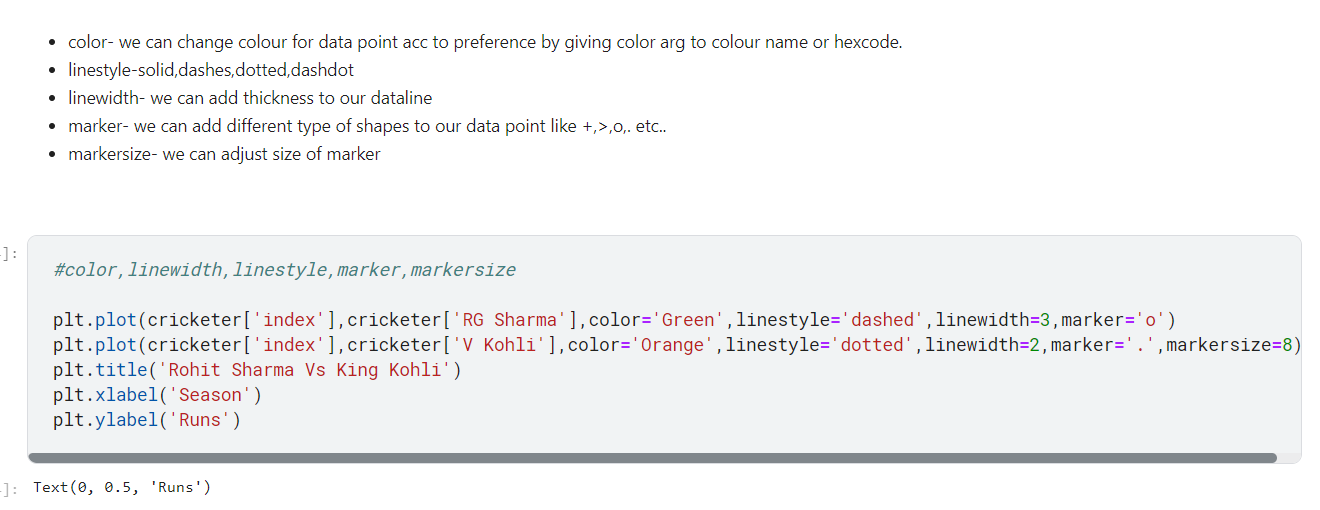 color- we can change colour for data point acc to preference by giving color arg to colour name or hexcode.
linestyle-solid,dashes,dotted,dashdot
linewidth- we can add thickness to our dataline
marker- we can add different type of shapes to our data point like +,>,o,. etc..
markersize- we can adjust size of marker
]:
#color,linewidth,linestyle,marker,markersize
plt.plot(cricketer['index'],cricketer['RG Sharma'],color='Green',linestyle='dashed',linewidth=3,marker='o')
plt.plot(cricketer['index'],cricketer['V Kohli'],color='Orange',linestyle='dotted',linewidth=2,marker='.',markersize=8)
plt.title('Rohit Sharma Vs King Kohli')
plt.xlabel('Season')
plt.ylabel('Runs')
]: Text(0, 0.5, 'Runs')